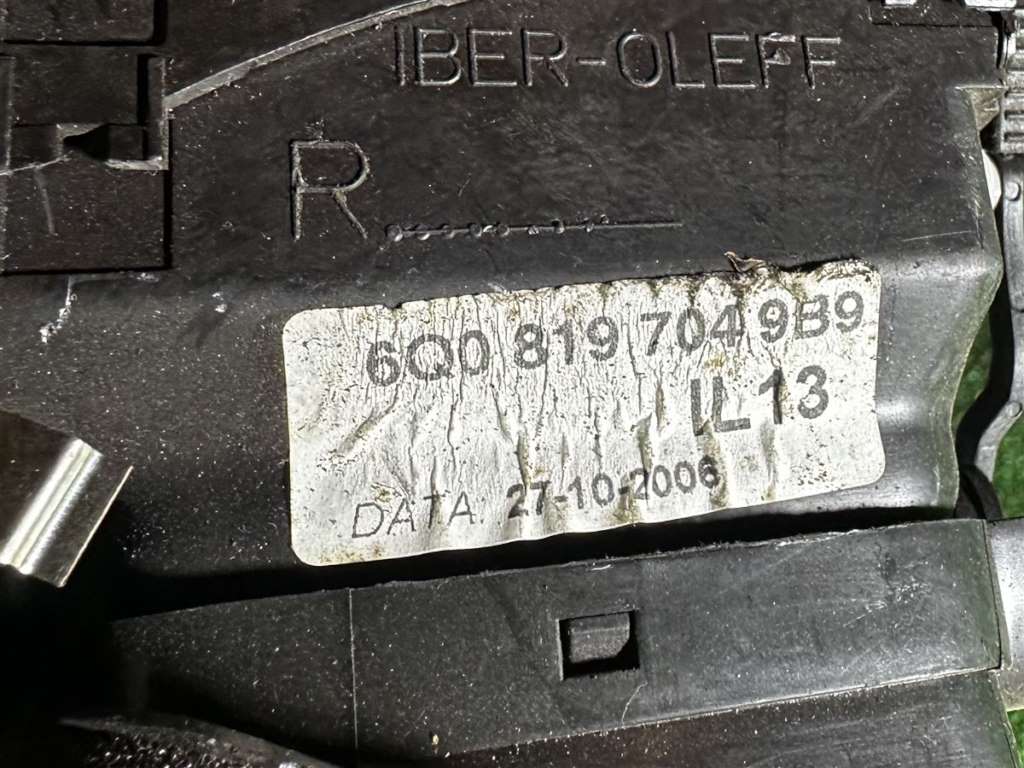 IBER-OLEFF
R
6Q0 819 704 9B9
IL13
DATA. 27-10-2006